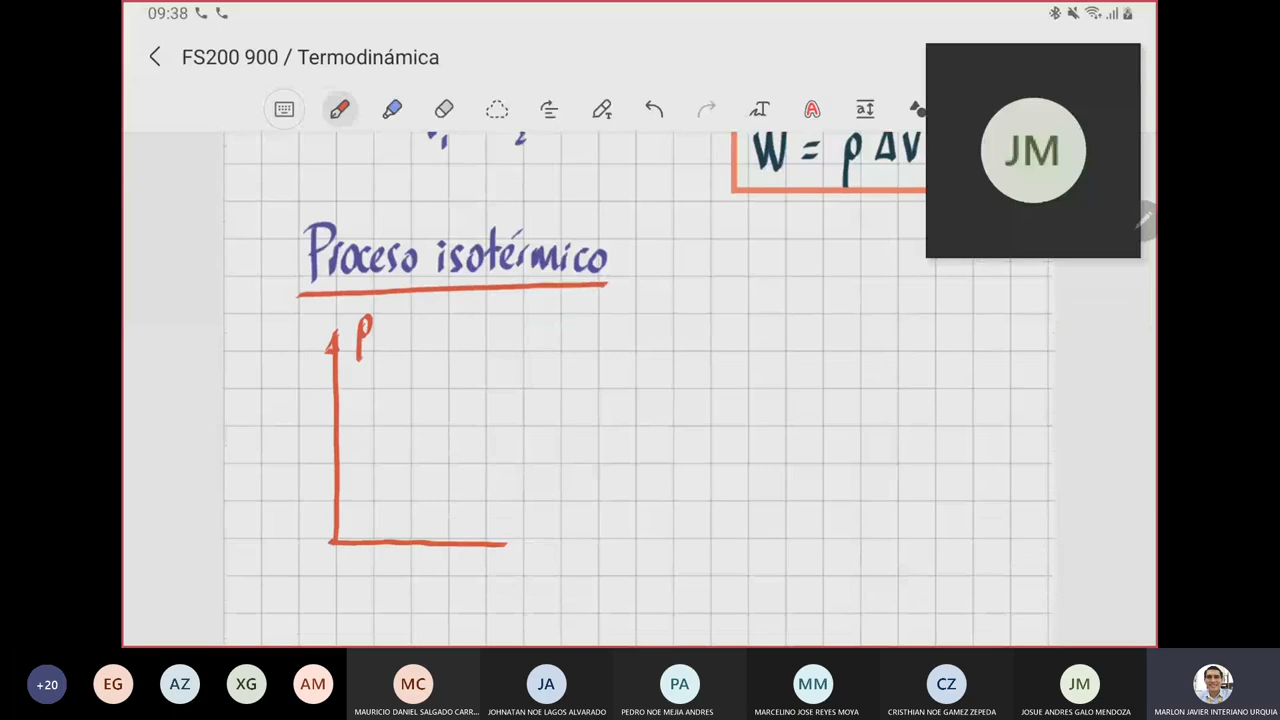 09:38
FS200 900 / Termodinámica
W = p ΔV
JM
Proceso isotérmico
p
+20
EG
AZ
XG
AM
MC
JA
PA
MM
CZ
JM
MAURICIO DANIEL SALGADO CARR...
JOHNATAN NOE LAGOS ALVARADO
PEDRO NOE MEJIA ANDRES
MARCELINO JOSE REYES MOYA
CRISTHIAN NOE GAMEZ ZEPEDA
JOSUE ANDRES GALO MENDOZA
MARLON JAVIER INTERIANO URQUIA